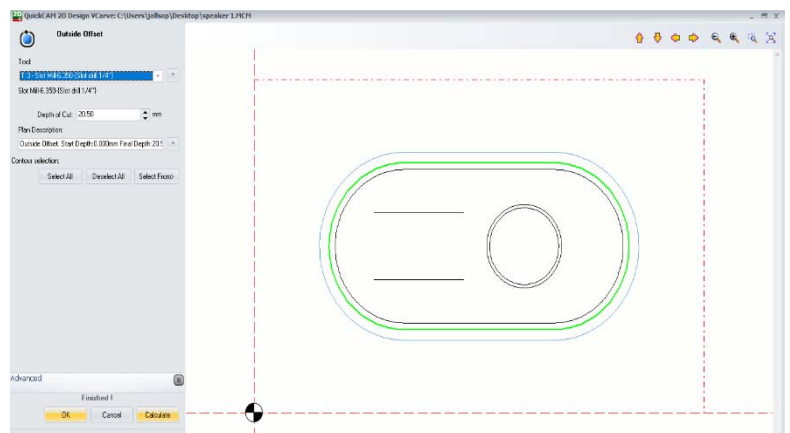 QuickCAM 2D Design VCarve: C:\Users\jallsop\Desktop\speaker 1.MCM
Outside Offset
Tool:
T:3 - Slot Mill-6.350-[Slot drill 1/4"]
Slot Mill-6.350-[Slot drill 1/4"]
Depth of Cut: 20.50 mm
Plan Description:
Outside Offset. Start Depth:0.000mm Final Depth:20.5
Contour selection:
Select All Deselect All Select From>
Advanced
Finished !
OK Cancel Calculate